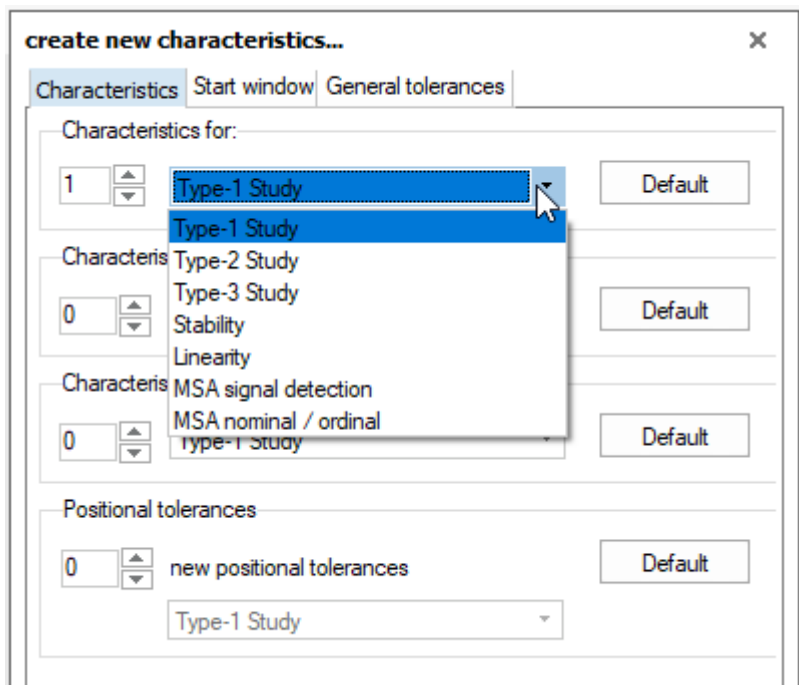 create new characteristics...
Characteristics Start window General tolerances
Characteristics for:
1 Type-1 Study Default
Type-1 Study
Characteris
Type-2 Study
Type-3 Study
0 Default
Stability
Linearity
Characteris
MSA signal detection
MSA nominal / ordinal
0 Type-1 Study Default
Positional tolerances
0 new positional tolerances Default
Type-1 Study